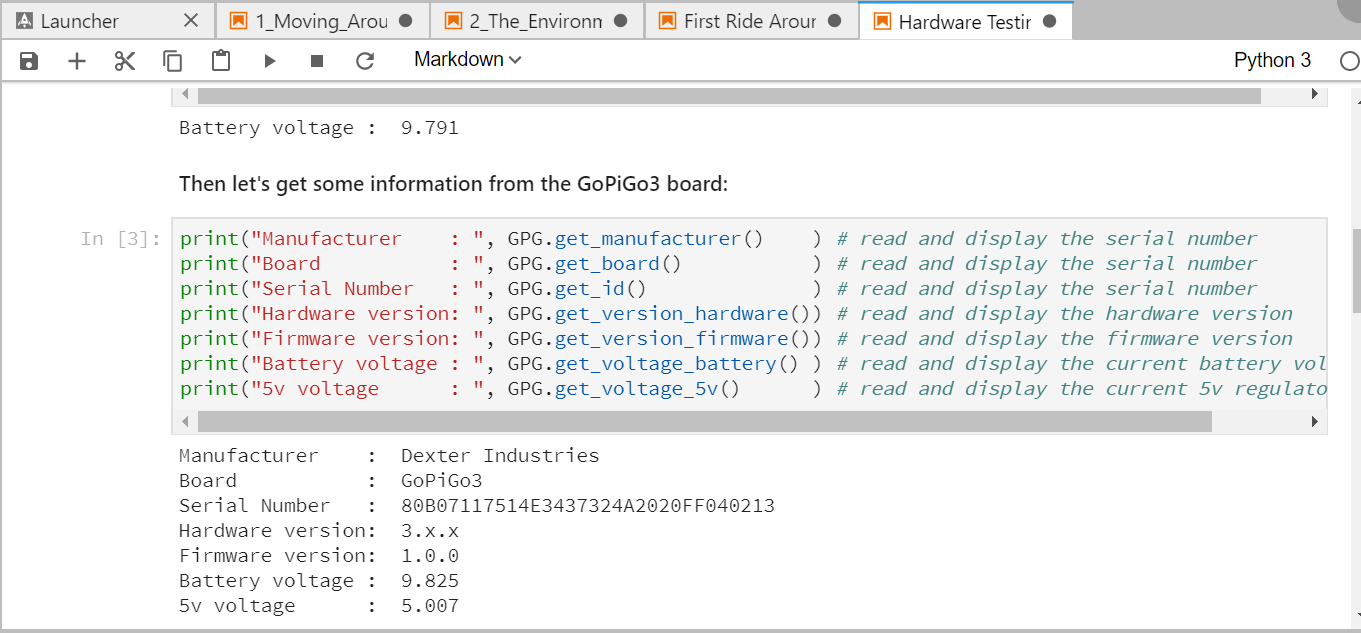 Launcher
1_Moving_Arou
2_The_Environm
First Ride Aroun
Hardware Testin
Markdown
Python 3
Battery voltage :  9.791
Then let's get some information from the GoPiGo3 board:
In [3]:
print("Manufacturer    : ", GPG.get_manufacturer()    ) # read and display the serial number
print("Board           : ", GPG.get_board()           ) # read and display the serial number
print("Serial Number   : ", GPG.get_id()              ) # read and display the serial number
print("Hardware version: ", GPG.get_version_hardware()) # read and display the hardware version
print("Firmware version: ", GPG.get_version_firmware()) # read and display the firmware version
print("Battery voltage : ", GPG.get_voltage_battery() ) # read and display the current battery vol
print("5v voltage      : ", GPG.get_voltage_5v()      ) # read and display the current 5v regulato
Manufacturer    :  Dexter Industries
Board           :  GoPiGo3
Serial Number   :  80B07117514E3437324A2020FF040213
Hardware version:  3.x.x
Firmware version:  1.0.0
Battery voltage :  9.825
5v voltage      :  5.007